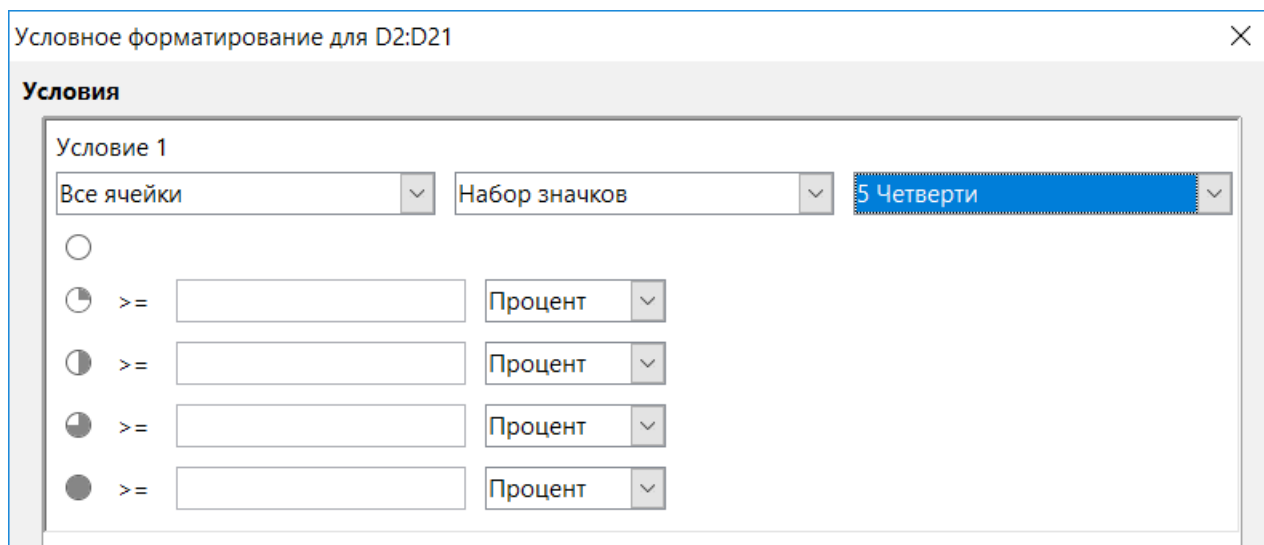 Условное форматирование для D2:D21
Условия
Условие 1
Все ячейки Набор значков 5 Четверти
>= Процент
>= Процент
>= Процент
>= Процент